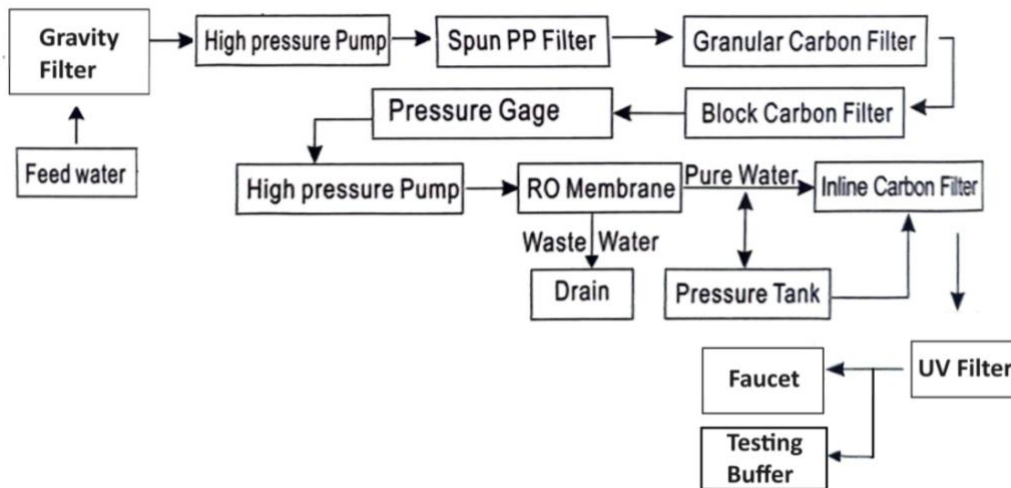 Gravity
Filter
High pressure Pump
Spun PP Filter
Granular Carbon Filter
Pressure Gage
Block Carbon Filter
Feed water
High pressure Pump
RO Membrane
Pure Water
Inline Carbon Filter
Waste Water
Drain
Pressure Tank
UV Filter
Faucet
Testing
Buffer